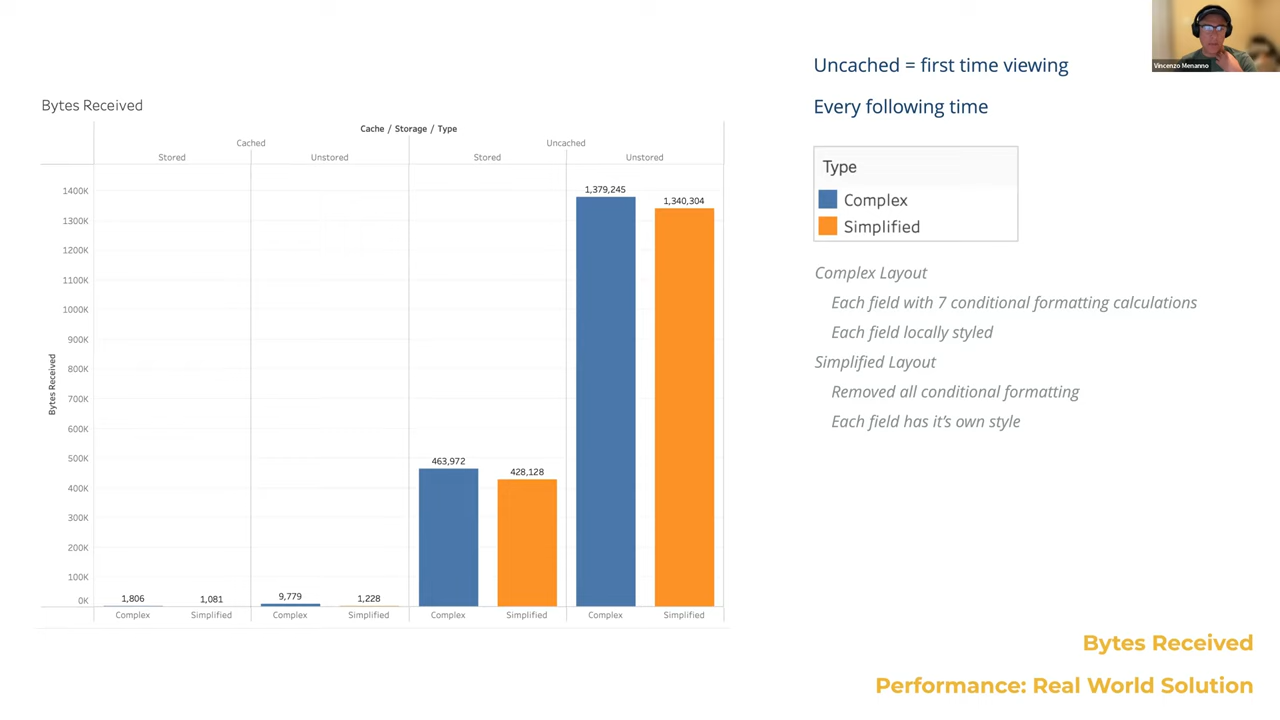 Uncached = first time viewing
Every following time
Vincenzo Menanno
Bytes Received
Cache / Storage / Type
Cached
Uncached
Stored
Unstored
Stored
Unstored
Bytes Received
1400K
1300K
1200K
1100K
1000K
900K
800K
700K
600K
500K
400K
300K
200K
100K
0K
1,806
1,081
9,779
1,228
463,972
428,128
1,379,245
1,340,304
Complex
Simplified
Complex
Simplified
Complex
Simplified
Complex
Simplified
Type
Complex
Simplified
Complex Layout
Each field with 7 conditional formatting calculations
Each field locally styled
Simplified Layout
Removed all conditional formatting
Each field has it's own style
Bytes Received
Performance: Real World Solution